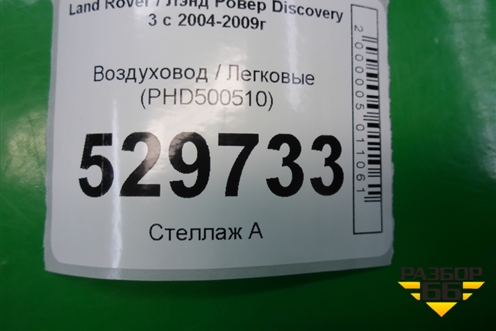 Land Rover / Лэнд Ровер Discovery
3 с 2004-2009г
Воздуховод / Легковые
(PHD500510)
529733
Стеллаж А
2000005011061
РАЗБОР
66